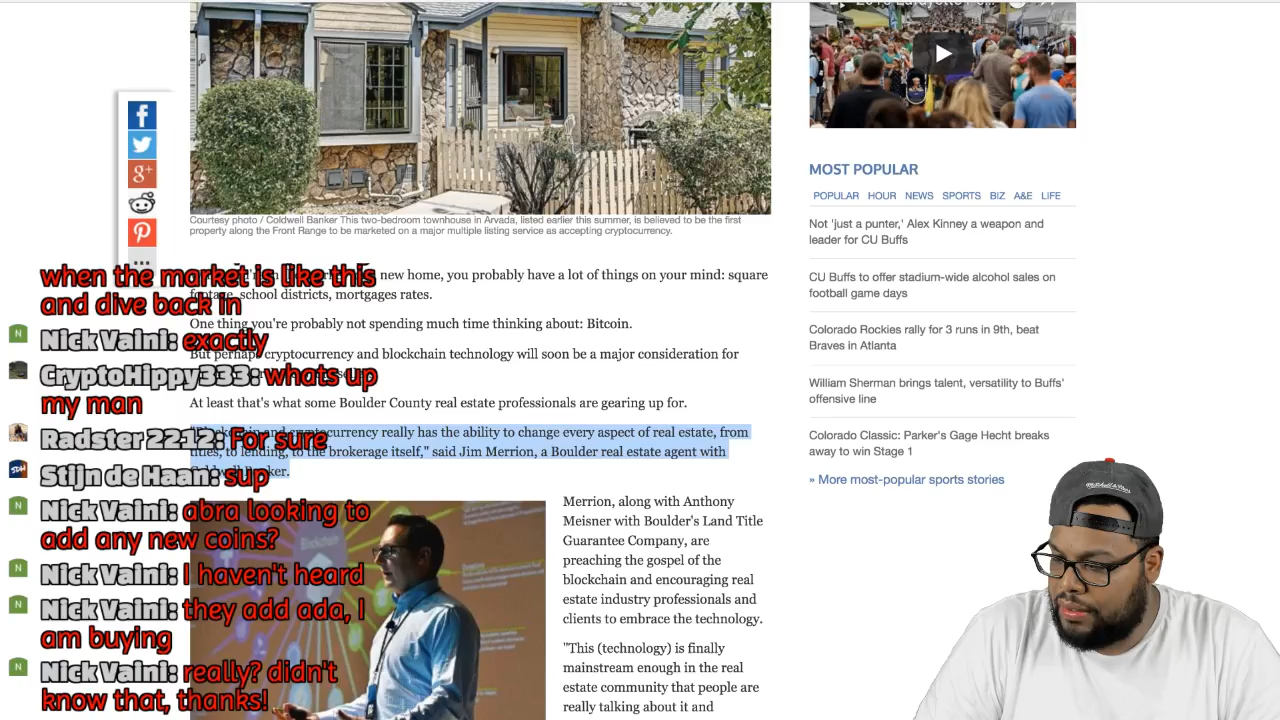 Courtesy photo / Coldwell Banker This two-bedroom townhouse in Arvada, listed earlier this summer, is believed to be the first
property along the Front Range to be marketed on a major multiple listing service as accepting cryptocurrency.
new home, you probably have a lot of things on your mind: square
school districts, mortgages rates.
One thing you're probably not spending much time thinking about: Bitcoin.
But perhaps cryptocurrency and blockchain technology will soon be a major consideration for
At least that's what some Boulder County real estate professionals are gearing up for.
"Blockchain and cryptocurrency really has the ability to change every aspect of real estate, from
titles, to lending, to the brokerage itself," said Jim Merrion, a Boulder real estate agent with
Coldwell Banker.
Merrion, along with Anthony
Meisner with Boulder's Land Title
Guarantee Company, are
preaching the gospel of the
blockchain and encouraging real
estate industry professionals and
clients to embrace the technology.
"This (technology) is finally
mainstream enough in the real
estate community that people are
really talking about it and
Blockchain
when the market is like this
and dive back in
N
Nick Vaini: exactly
CryptoHippy333: whats up
my man
Radster 2212: For sure
SDH
Stijn de Haan: sup
N
Nick Vaini: abra looking to
add any new coins?
N
Nick Vaini: I haven't heard
N
Nick Vaini: they add ada, I
am buying
N
Nick Vaini: really? didn't
know that, thanks!
f
g+
...
MOST POPULAR
POPULAR HOUR NEWS SPORTS BIZ A&E LIFE
Not 'just a punter,' Alex Kinney a weapon and
leader for CU Buffs
CU Buffs to offer stadium-wide alcohol sales on
football game days
Colorado Rockies rally for 3 runs in 9th, beat
Braves in Atlanta
William Sherman brings talent, versatility to Buffs'
offensive line
Colorado Classic: Parker's Gage Hecht breaks
away to win Stage 1
» More most-popular sports stories
Mitchell & Ness